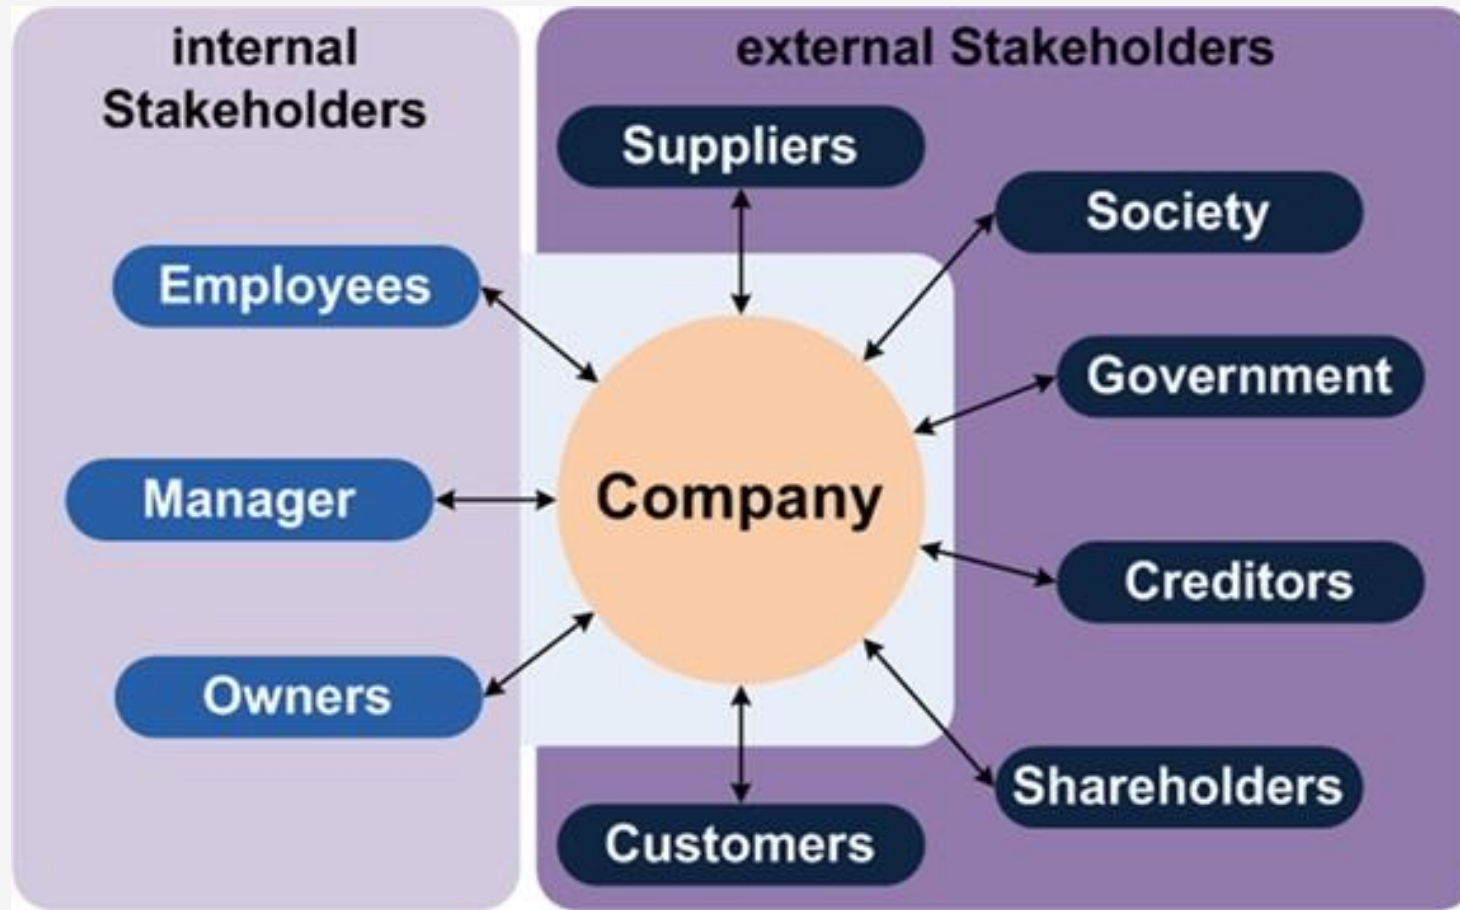 internal
Stakeholders
external Stakeholders
Suppliers
Society
Employees
Government
Manager
Company
Creditors
Owners
Shareholders
Customers